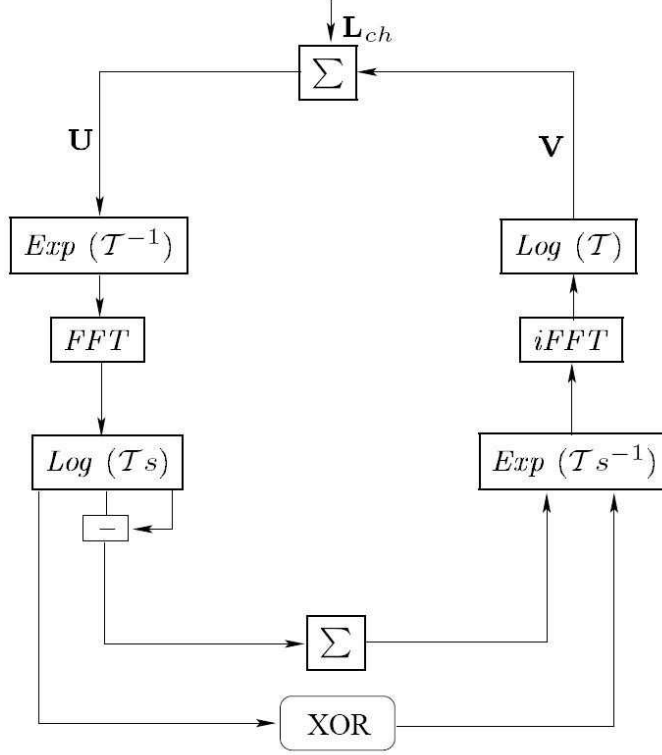 L_ch
∑
U
V
Exp (𝒯⁻¹)
Log (𝒯)
FFT
iFFT
Log (𝒯s)
Exp (𝒯s⁻¹)
−
∑
XOR